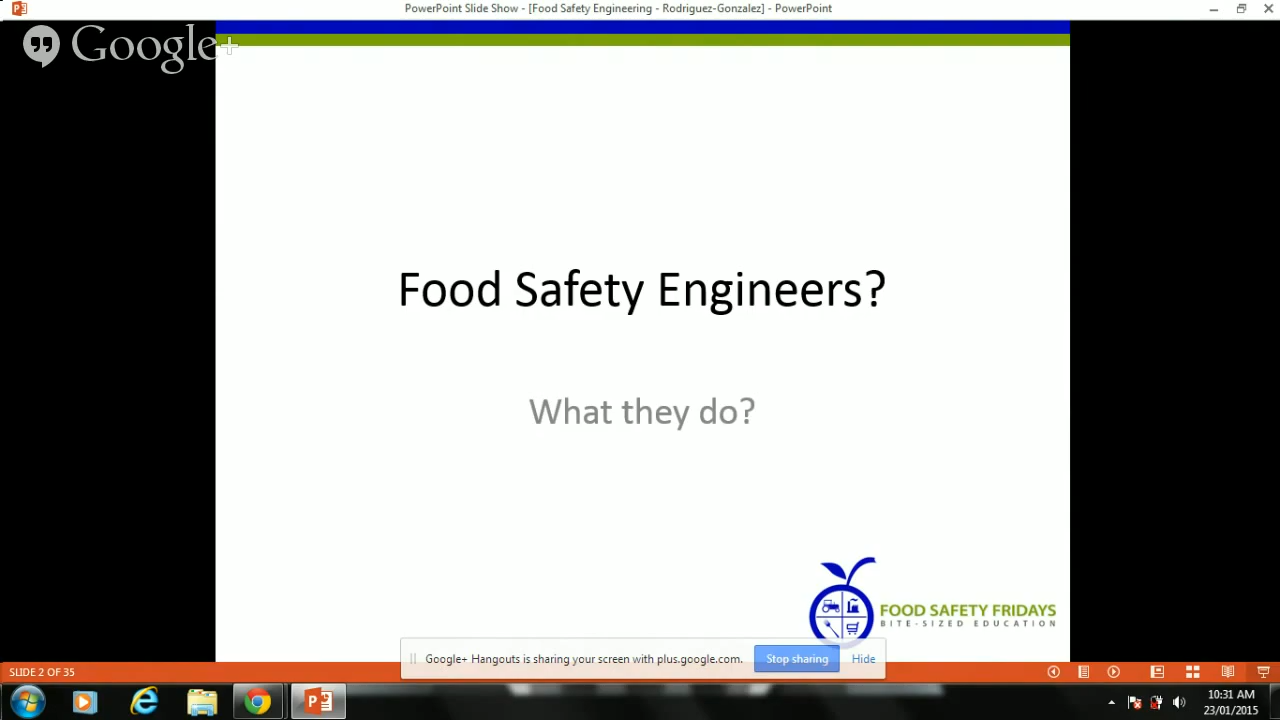 PowerPoint Slide Show - [Food Safety Engineering - Rodriguez-Gonzalez] - PowerPoint
Google+
Food Safety Engineers?
What they do?
FOOD SAFETY FRIDAYS
BITE-SIZED EDUCATION
Google+ Hangouts is sharing your screen with plus.google.com.
Stop sharing
Hide
SLIDE 2 OF 35
10:31 AM
23/01/2015